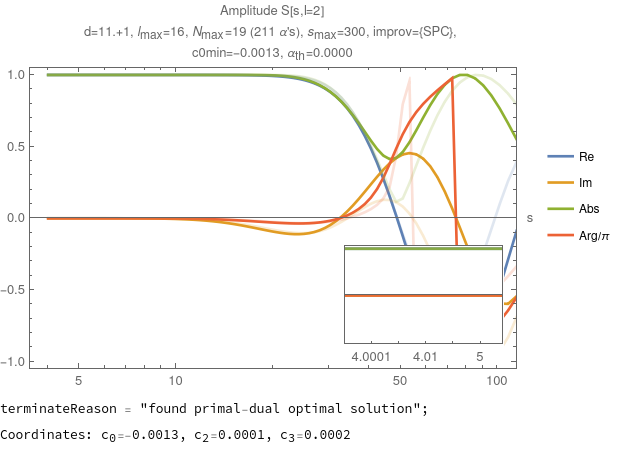 Amplitude S[s,l=2]
d=11.+1, lmax=16, Nmax=19 (211 α's), smax=300, improv={SPC},
c0min=−0.0013, αth=0.0000
1.0
0.5
0.0
−0.5
−1.0
5
10
50
100
s
4.0001
4.01
5
Re
Im
Abs
Arg/π
terminateReason = "found primal-dual optimal solution";
Coordinates: c0=-0.0013, c2=0.0001, c3=0.0002